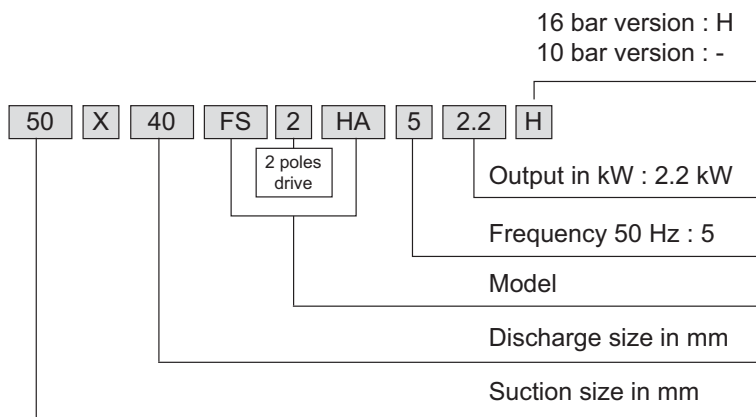 16 bar version : H
10 bar version : -
50 X 40 FS 2 HA 5 2.2 H
2 poles
drive
Output in kW : 2.2 kW
Frequency 50 Hz : 5
Model
Discharge size in mm
Suction size in mm